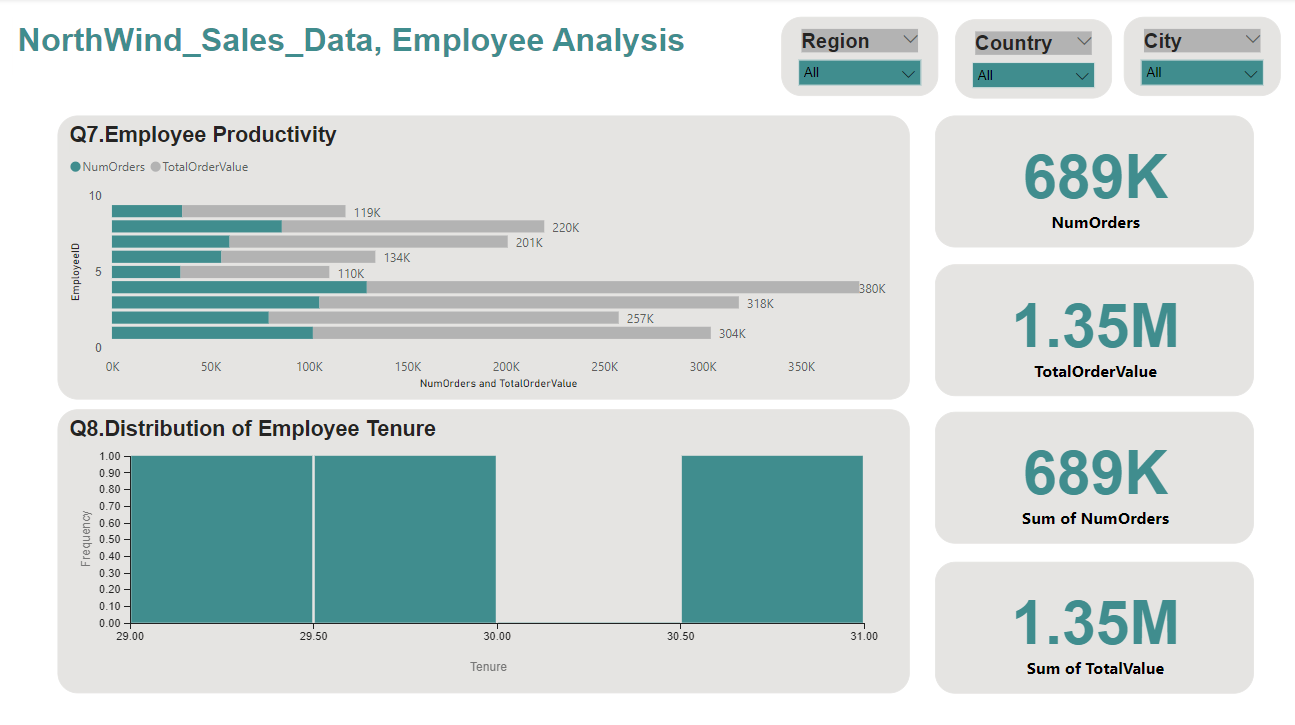 NorthWind_Sales_Data, Employee Analysis
Region
All
Country
All
City
All
Q7.Employee Productivity
NumOrders TotalOrderValue
10
5
0
EmployeeID
119K
220K
201K
134K
110K
380K
318K
257K
304K
0K 50K 100K 150K 200K 250K 300K 350K
NumOrders and TotalOrderValue
689K
NumOrders
1.35M
TotalOrderValue
Q8.Distribution of Employee Tenure
1.00
0.90
0.80
0.70
0.60
0.50
0.40
0.30
0.20
0.10
0.00
Frequency
29.00 29.50 30.00 30.50 31.00
Tenure
689K
Sum of NumOrders
1.35M
Sum of TotalValue